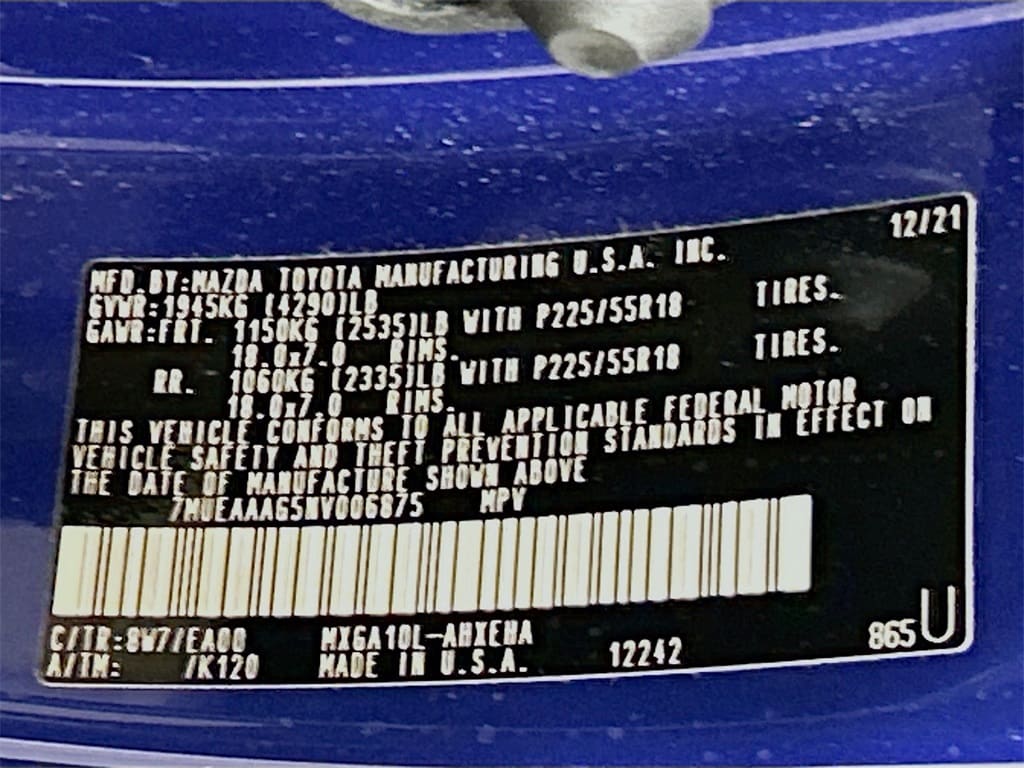 12/21
MFD.BY:MAZDA TOYOTA MANUFACTURING U.S.A. INC.
GVWR:1945KG (4290)LB
GAWR:FRT. 1150KG (2535)LB WITH P225/55R18 TIRES.
18.0x7.0 RIMS.
RR. 1060KG (2335)LB WITH P225/55R18 TIRES.
18.0x7.0 RIMS.
THIS VEHICLE CONFORMS TO ALL APPLICABLE FEDERAL MOTOR
VEHICLE SAFETY AND THEFT PREVENTION STANDARDS IN EFFECT ON
THE DATE OF MANUFACTURE SHOWN ABOVE
7MUEAAAG5NV006875 MPV
C/TR:8W7/EA00 MXGA10L-AHXEHA
A/TM: /K120 MADE IN U.S.A. 12242
865U